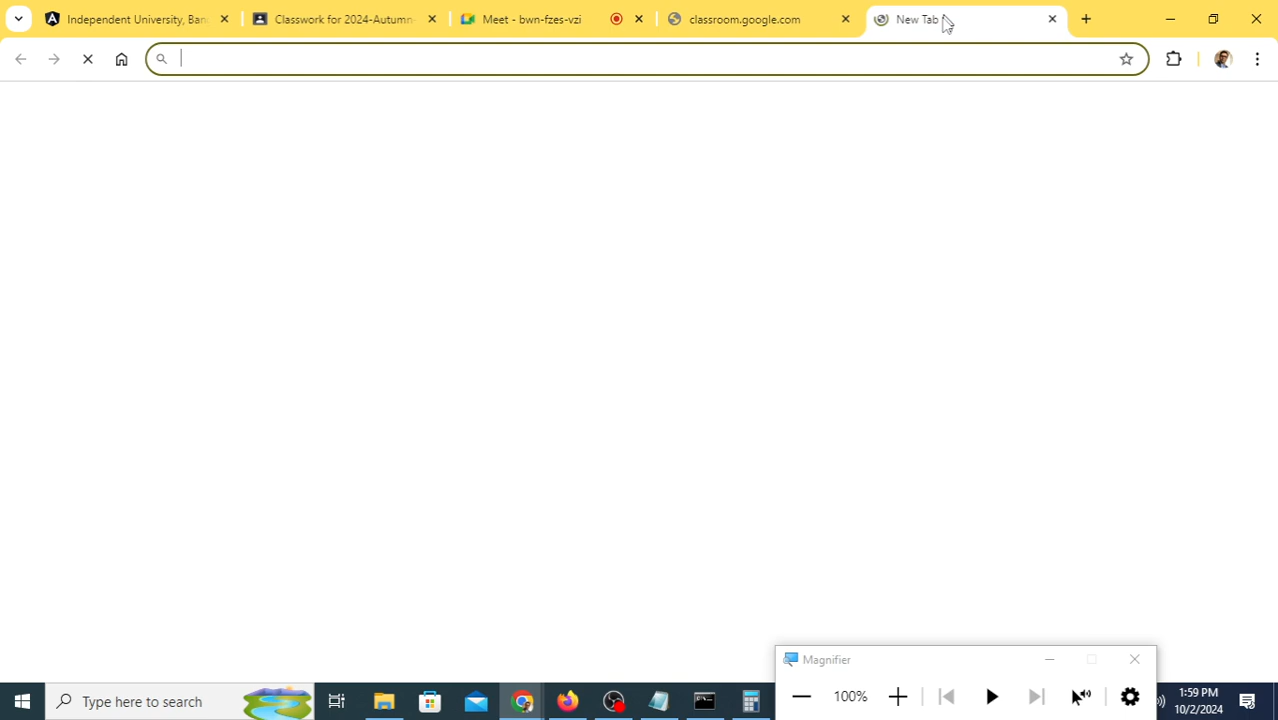 Independent University, Ban
Classwork for 2024-Autumn-
Meet - bwn-fzes-vzi
classroom.google.com
New Tab
Magnifier
100%
Type here to search
1:59 PM
10/2/2024